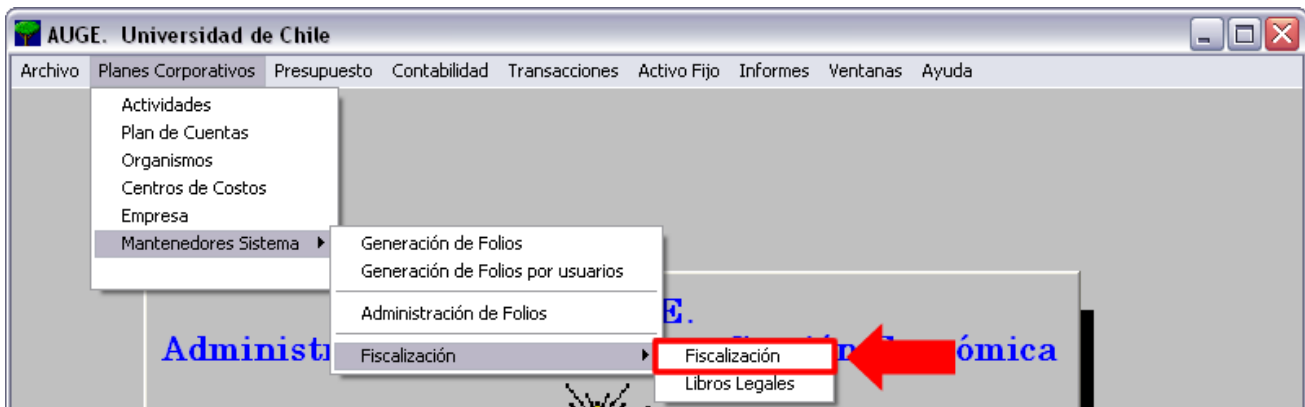 AUGE. Universidad de Chile
Archivo Planes Corporativos Presupuesto Contabilidad Transacciones Activo Fijo Informes Ventanas Ayuda
Actividades
Plan de Cuentas
Organismos
Centros de Costos
Empresa
Mantenedores Sistema
Generación de Folios
Generación de Folios por usuarios
Administración de Folios
Fiscalización
Fiscalización
Libros Legales
E.